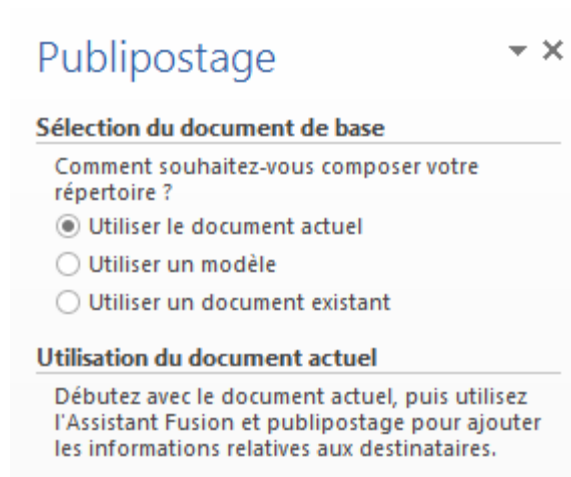 Publipostage
Sélection du document de base
Comment souhaitez-vous composer votre
répertoire ?
Utiliser le document actuel
Utiliser un modèle
Utiliser un document existant
Utilisation du document actuel
Débutez avec le document actuel, puis utilisez
l'Assistant Fusion et publipostage pour ajouter
les informations relatives aux destinataires.